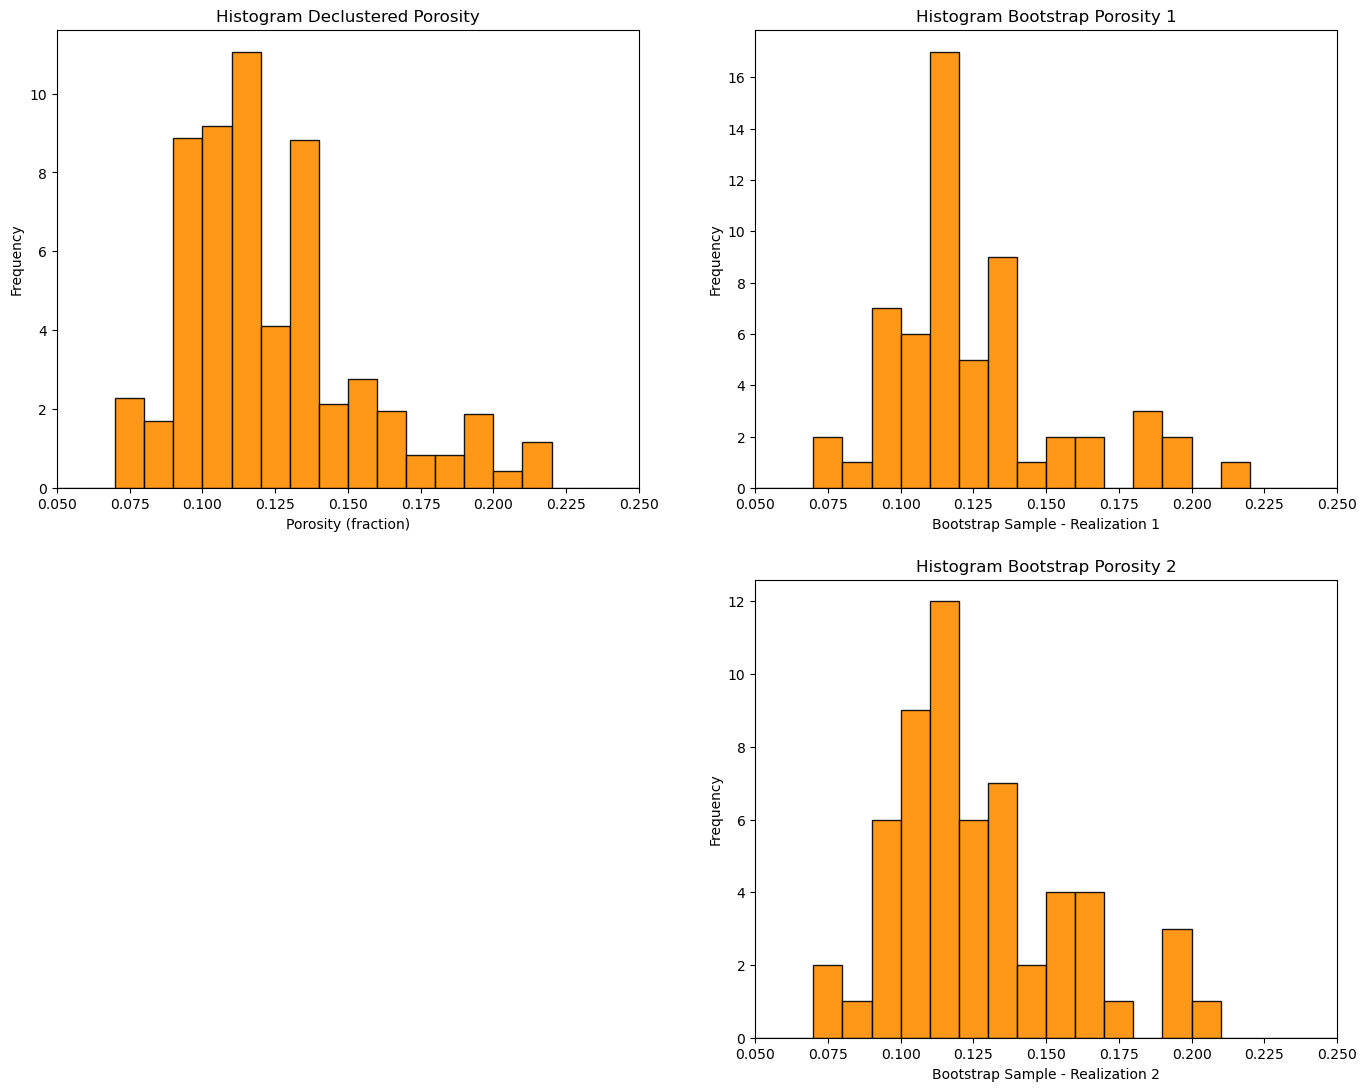 Histogram Declustered Porosity
10
8
6
4
2
0
Frequency
0.050 0.075 0.100 0.125 0.150 0.175 0.200 0.225 0.250
Porosity (fraction)
Histogram Bootstrap Porosity 1
16
14
12
10
8
6
4
2
0
Frequency
0.050 0.075 0.100 0.125 0.150 0.175 0.200 0.225 0.250
Bootstrap Sample - Realization 1
Histogram Bootstrap Porosity 2
12
10
8
6
4
2
0
Frequency
0.050 0.075 0.100 0.125 0.150 0.175 0.200 0.225 0.250
Bootstrap Sample - Realization 2